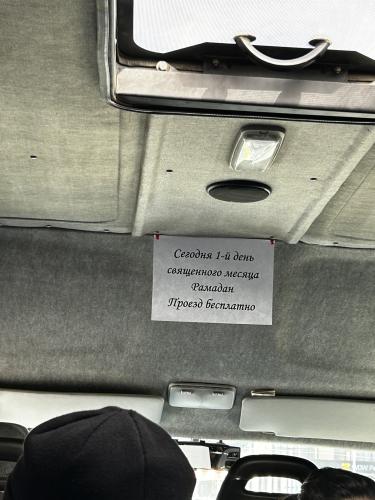 Сегодня 1-й день
священного месяца
Рамадан
Проезд бесплатно